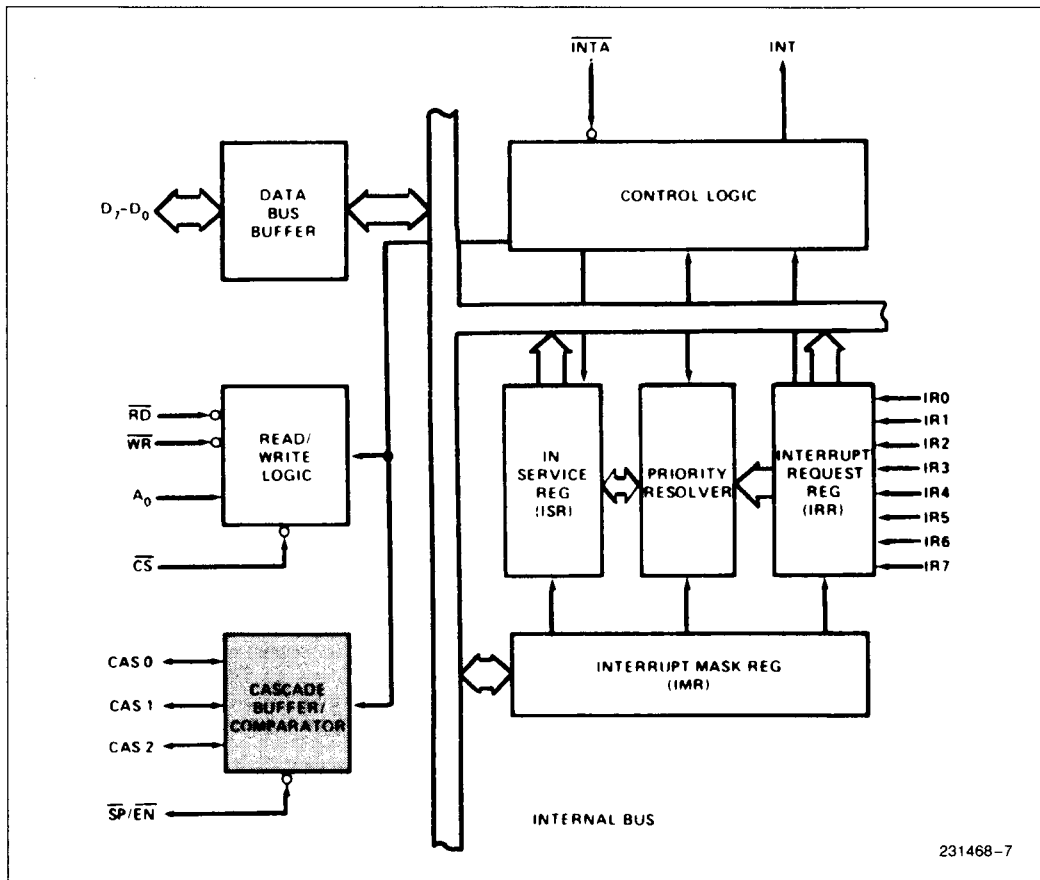 INTA
INT
DATA
BUS
BUFFER
D7-D0
CONTROL LOGIC
RD
WR
A0
CS
READ/
WRITE
LOGIC
IN
SERVICE
REG
(ISR)
PRIORITY
RESOLVER
INTERRUPT
REQUEST
REG
(IRR)
IR0
IR1
IR2
IR3
IR4
IR5
IR6
IR7
CAS 0
CAS 1
CAS 2
CASCADE
BUFFER/
COMPARATOR
SP/EN
INTERRUPT MASK REG
(IMR)
INTERNAL BUS
231468-7